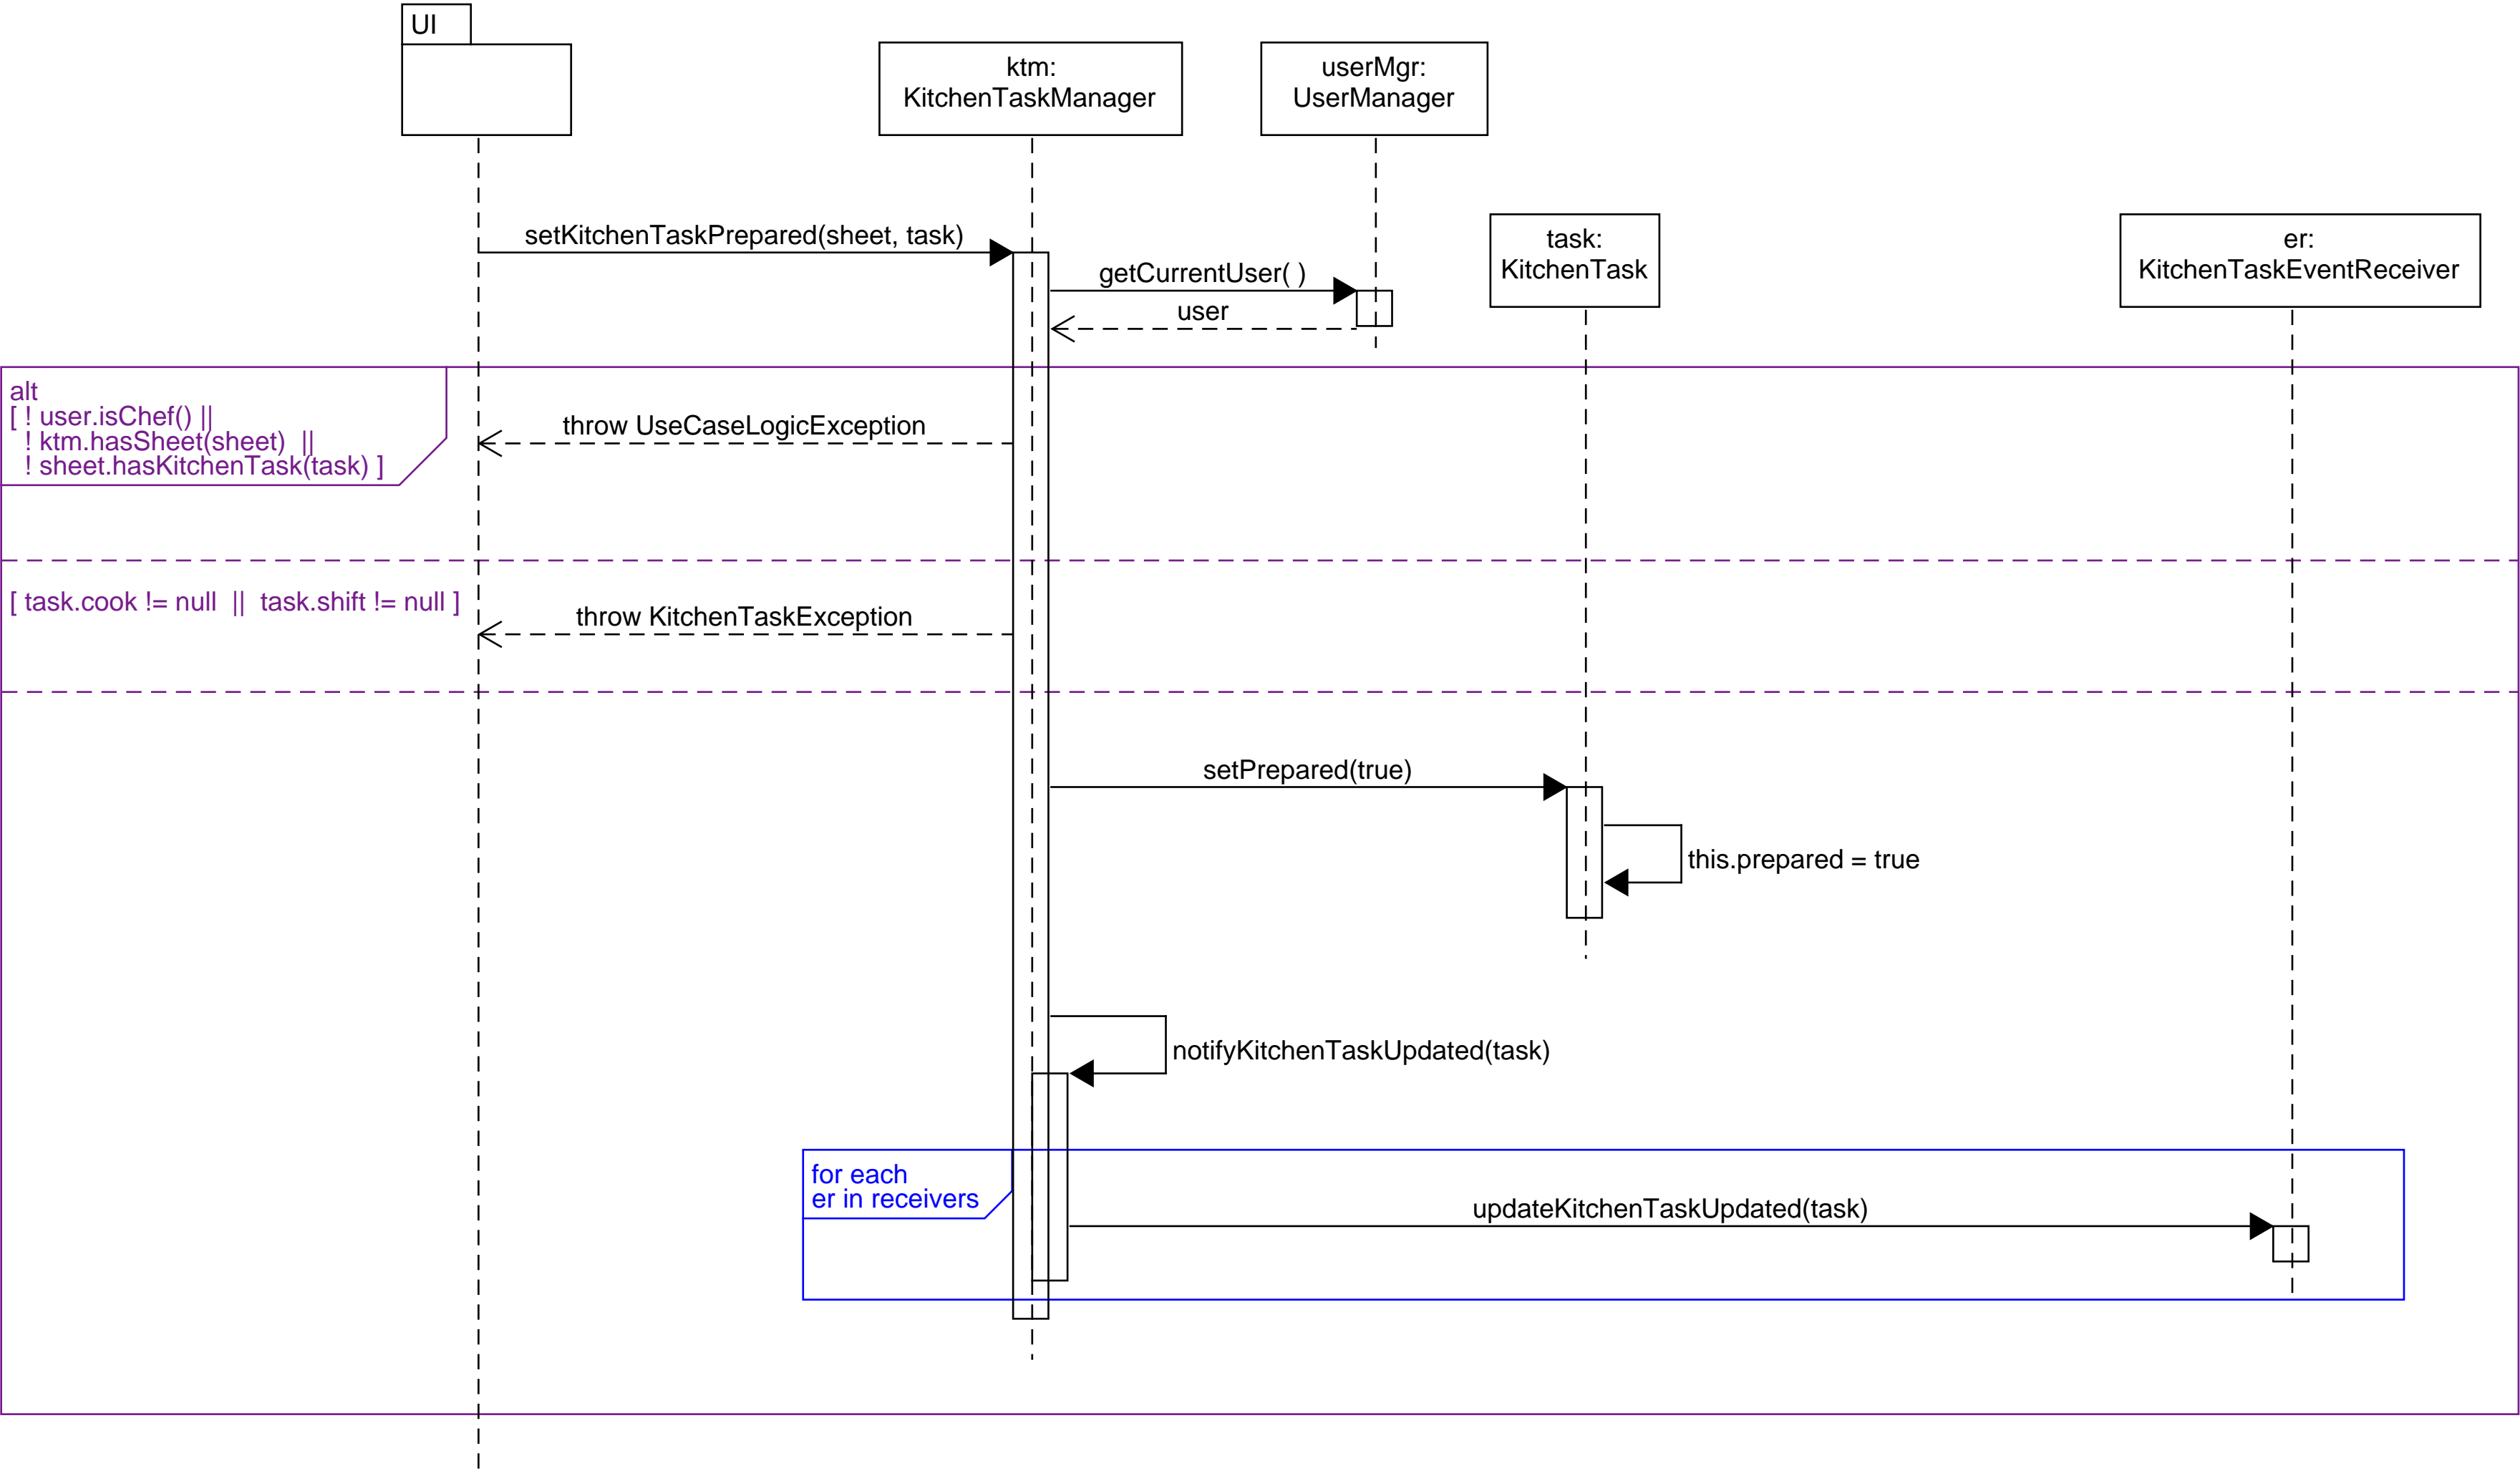 UI
ktm:
KitchenTaskManager
userMgr:
UserManager
setKitchenTaskPrepared(sheet, task)
task:
KitchenTask
er:
KitchenTaskEventReceiver
getCurrentUser( )
user
alt
[ ! user.isChef() ||
! ktm.hasSheet(sheet)  ||
! sheet.hasKitchenTask(task) ]
throw UseCaseLogicException
[ task.cook != null  ||  task.shift != null ]
throw KitchenTaskException
setPrepared(true)
this.prepared = true
notifyKitchenTaskUpdated(task)
for each
er in receivers
updateKitchenTaskUpdated(task)